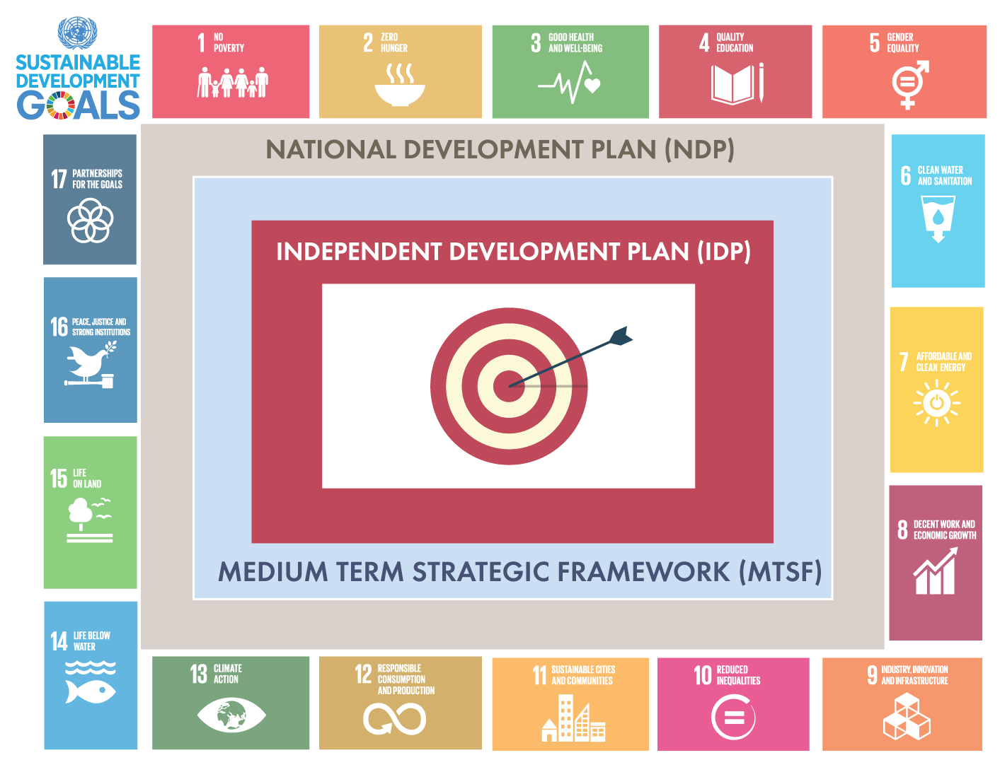 SUSTAINABLE
DEVELOPMENT
GOALS
1 NO
POVERTY
2 ZERO
HUNGER
3 GOOD HEALTH
AND WELL-BEING
4 QUALITY
EDUCATION
5 GENDER
EQUALITY
NATIONAL DEVELOPMENT PLAN (NDP)
17 PARTNERSHIPS
FOR THE GOALS
6 CLEAN WATER
AND SANITATION
INDEPENDENT DEVELOPMENT PLAN (IDP)
16 PEACE, JUSTICE AND
STRONG INSTITUTIONS
7 AFFORDABLE AND
CLEAN ENERGY
15 LIFE
ON LAND
8 DECENT WORK AND
ECONOMIC GROWTH
MEDIUM TERM STRATEGIC FRAMEWORK (MTSF)
14 LIFE BELOW
WATER
13 CLIMATE
ACTION
12 RESPONSIBLE
CONSUMPTION
AND PRODUCTION
11 SUSTAINABLE CITIES
AND COMMUNITIES
10 REDUCED
INEQUALITIES
9 INDUSTRY, INNOVATION
AND INFRASTRUCTURE